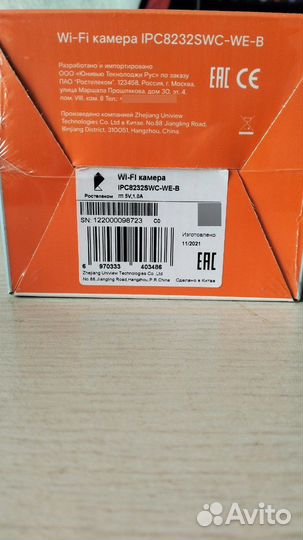 Wi-Fi камера IPC8232SWC-WE-B
Разработано и импортировано
ООО «Юнивью Текнолоджи Рус» по заказу
ПАО "Ростелеком". 123458, Россия, г. Москва,
улица Маршала Прошлякова, дом 30, эт. 4,
пом. VIII. ком. 8 Тел.:
Произведено в Китае компанией Zhejiang Uniview
Technologies Co. Ltd в Китае. No.88 Jiangling Road,
Binjiang District, 310051, Hangzhou, China.
EAC CE
Ростелеком
Wi-Fi камера
IPC8232SWC-WE-B
5V,1.0A
SN: 122000098723 C0
Изготовлено
11/2021
6 970333 403486
EAC
Zhejiang Uniview Technologies Co.,Ltd
No.88,Jiangling Road,Hangzhou, P.R.China
Сделано в Китае
Avito